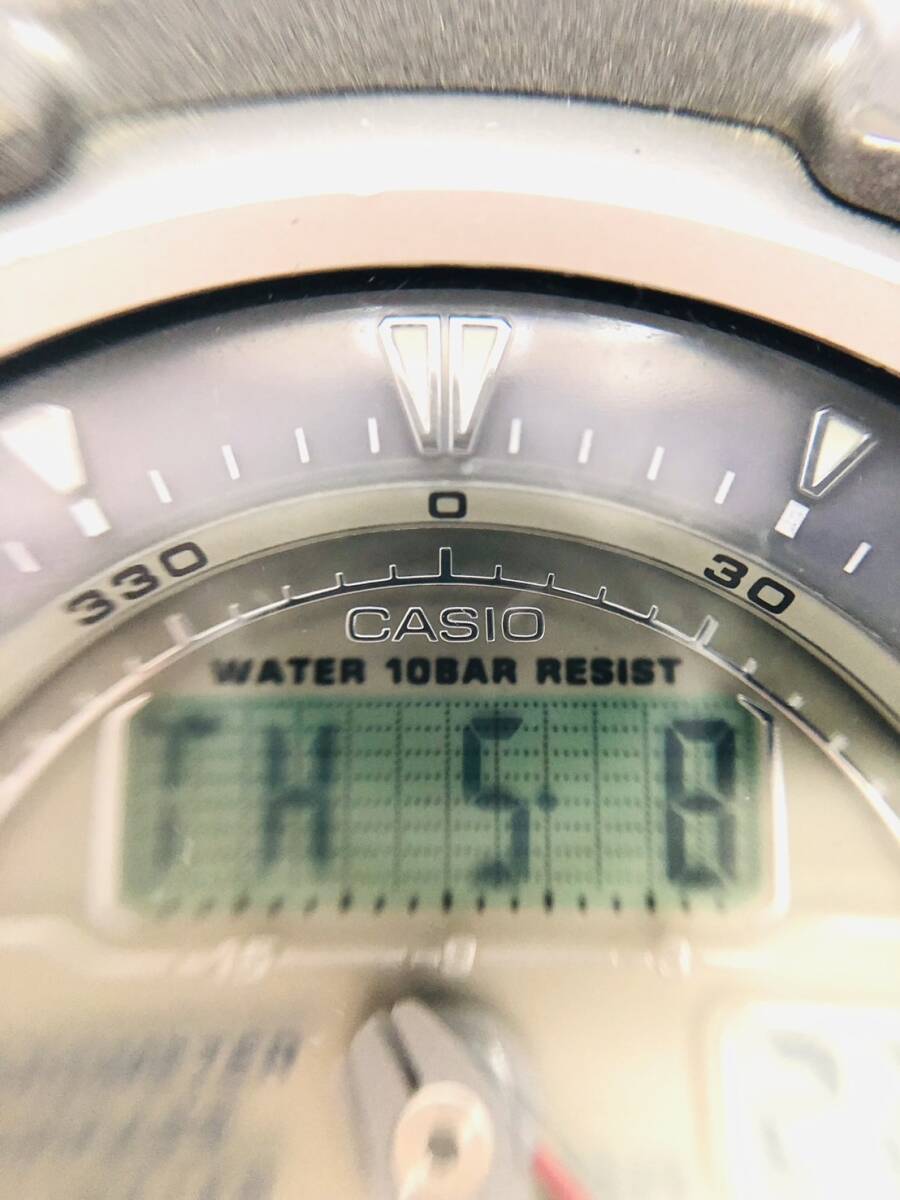 0
330
30
CASIO
WATER 10BAR RESIST
TH 5. 8